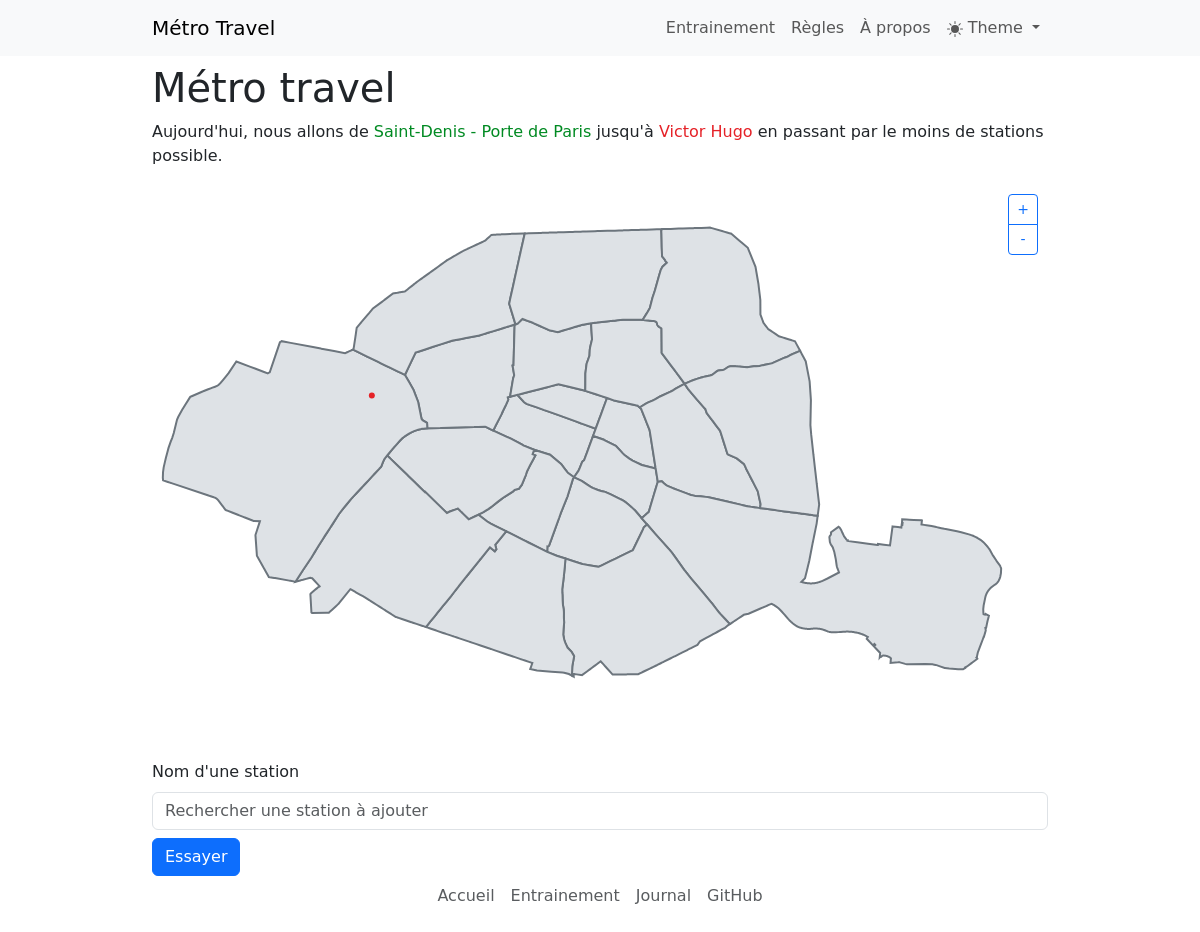 Métro Travel
Entrainement Règles À propos Theme
Métro travel
Aujourd'hui, nous allons de Saint-Denis - Porte de Paris jusqu'à Victor Hugo en passant par le moins de stations
possible.
+
-
Nom d'une station
Rechercher une station à ajouter
Essayer
Accueil Entrainement Journal GitHub